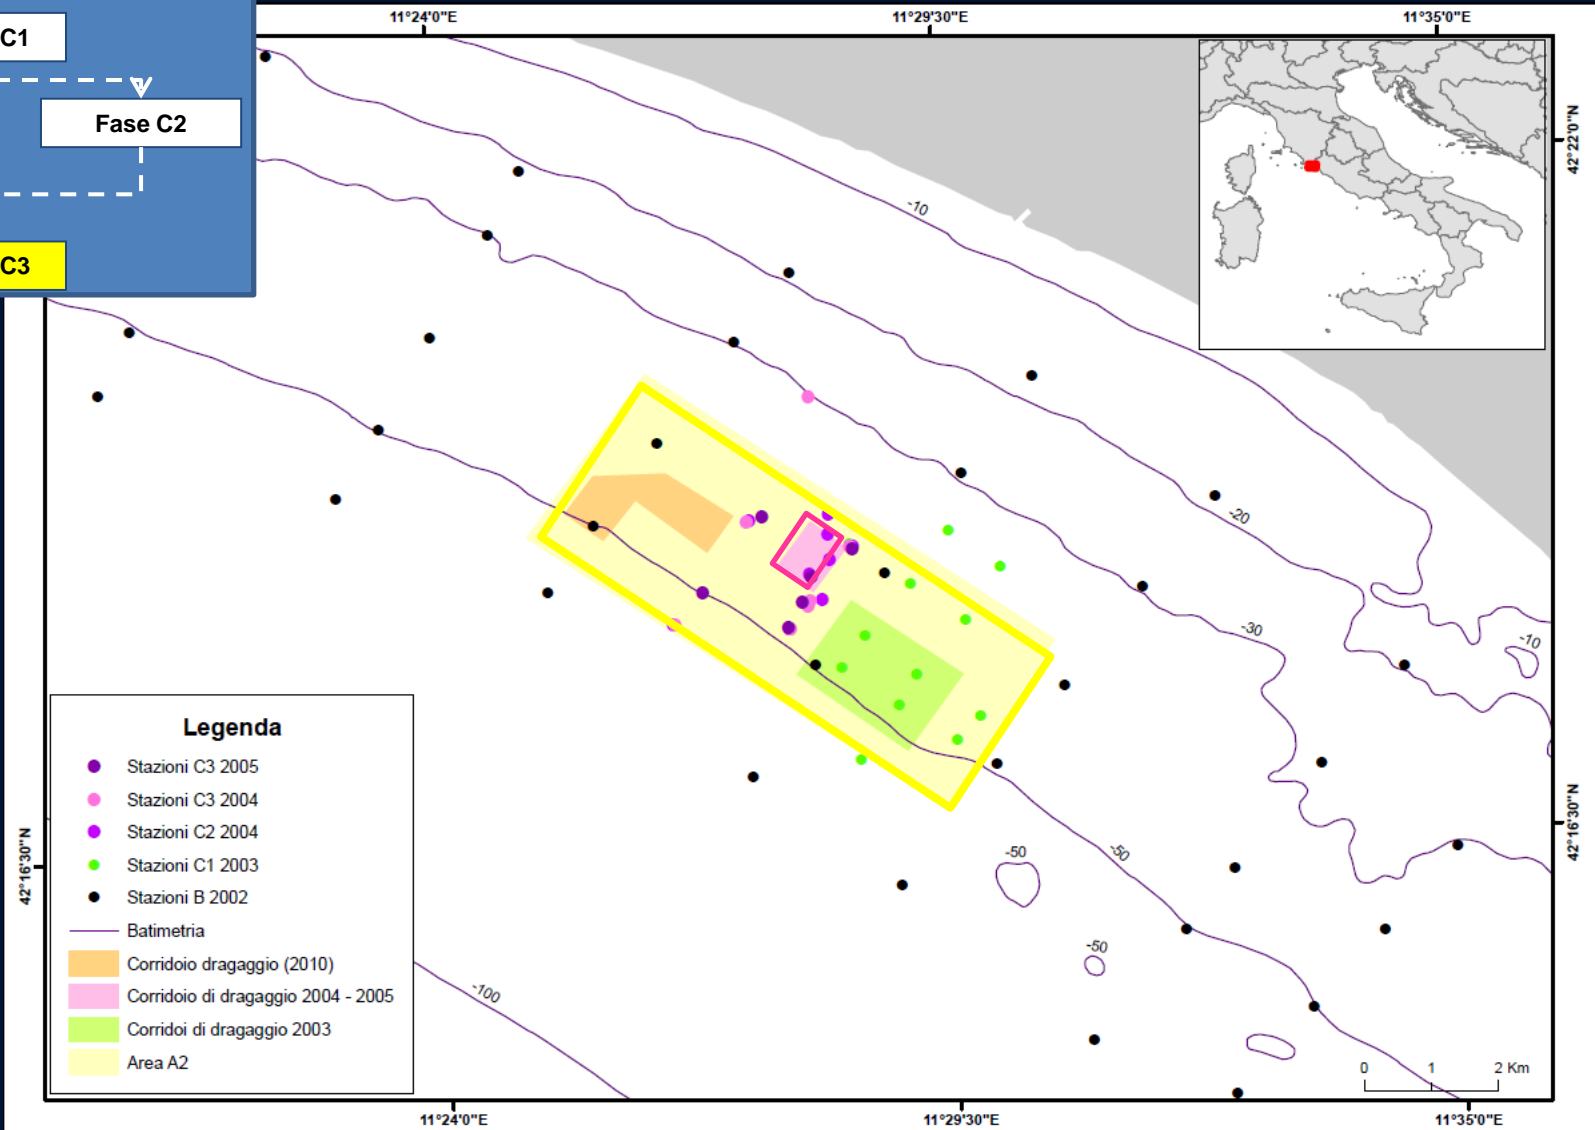 C1
Fase C2
C3
11°24'0"E
11°29'30"E
11°35'0"E
42°22'0"N
-10
-20
-30
-10
-50
-50
-50
-100
42°16'30"N
42°16'30"N
Legenda
Stazioni C3 2005
Stazioni C3 2004
Stazioni C2 2004
Stazioni C1 2003
Stazioni B 2002
Batimetria
Corridoio dragaggio (2010)
Corridoio di dragaggio 2004 - 2005
Corridoi di dragaggio 2003
Area A2
0 1 2 Km
11°24'0"E
11°29'30"E
11°35'0"E